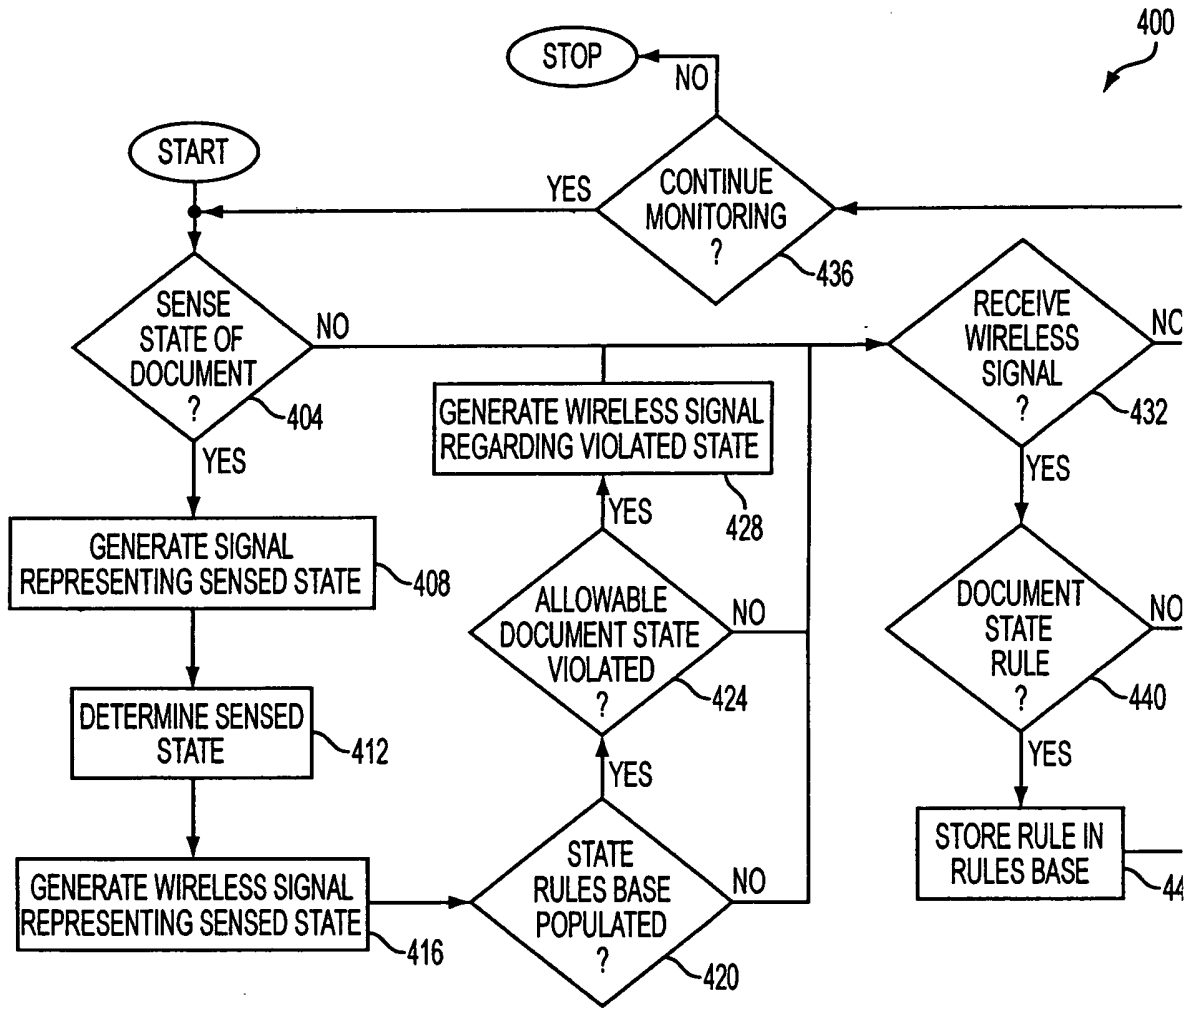 400
STOP
NO
START
YES
CONTINUE
MONITORING
?
436
SENSE
STATE OF
DOCUMENT
?
404
NO
RECEIVE
WIRELESS
SIGNAL
?
432
YES
GENERATE WIRELESS SIGNAL
REGARDING VIOLATED STATE
428
YES
YES
GENERATE SIGNAL
REPRESENTING SENSED STATE
408
ALLOWABLE
DOCUMENT STATE
VIOLATED
?
424
NO
DOCUMENT
STATE
RULE
?
440
NO
YES
DETERMINE SENSED
STATE
412
YES
STORE RULE IN
RULES BASE
GENERATE WIRELESS SIGNAL
REPRESENTING SENSED STATE
416
STATE
RULES BASE
POPULATED
?
420
NO